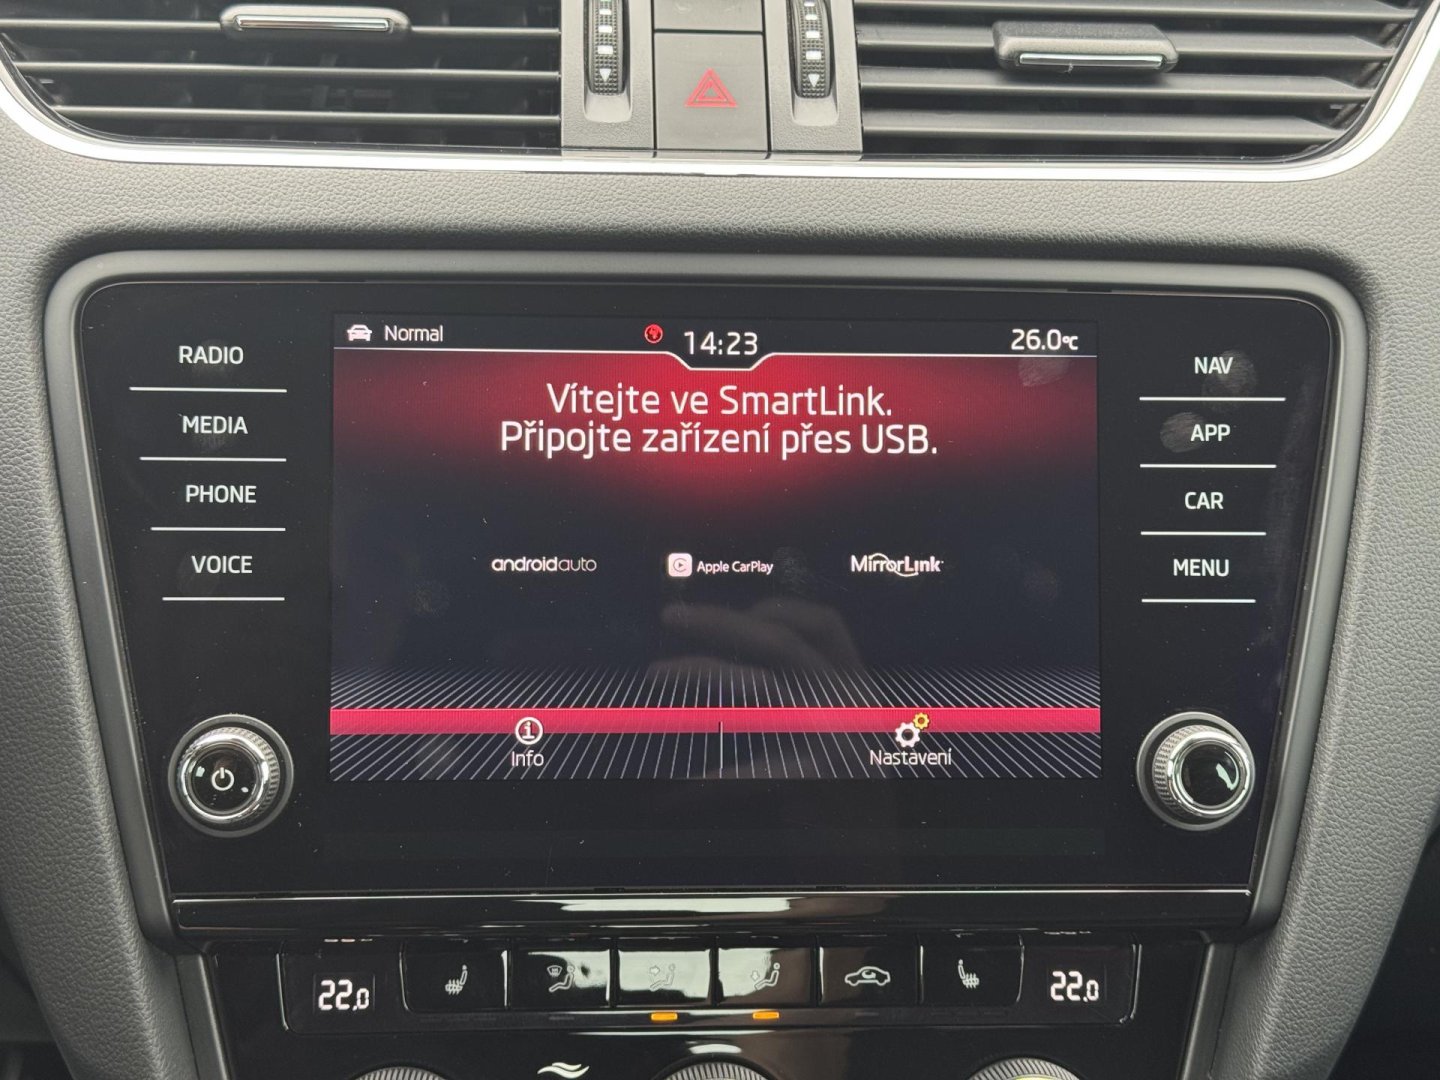 Normal
14:23
26.0°C
RADIO
MEDIA
PHONE
VOICE
NAV
APP
CAR
MENU
Vítejte ve SmartLink.
Připojte zařízení přes USB.
androidauto
Apple CarPlay
MirrorLink
Info
Nastavení
22,0
22.0